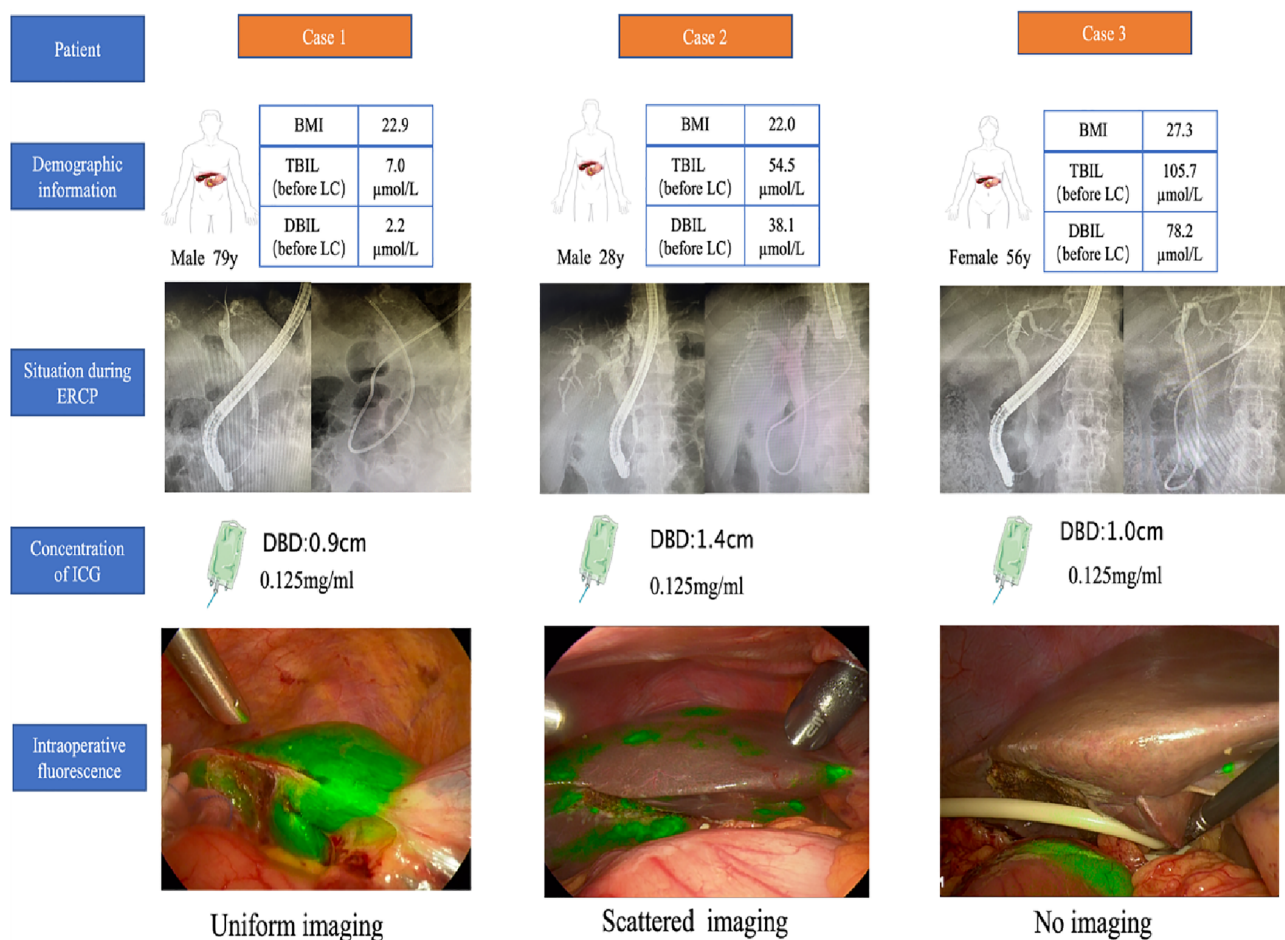 Patient
Case 1
Case 2
Case 3
Demographic
information
BMI 22.9
TBIL
(before LC)
7.0
μmol/L
DBIL
(before LC)
2.2
μmol/L
Male 79y
BMI 22.0
TBIL
(before LC)
54.5
μmol/L
DBIL
(before LC)
38.1
μmol/L
Male 28y
BMI 27.3
TBIL
(before LC)
105.7
μmol/L
DBIL
(before LC)
78.2
μmol/L
Female 56y
Situation during
ERCP
Concentration
of ICG
DBD:0.9cm
0.125mg/ml
DBD:1.4cm
0.125mg/ml
DBD:1.0cm
0.125mg/ml
Intraoperative
fluorescence
Uniform imaging
Scattered imaging
No imaging